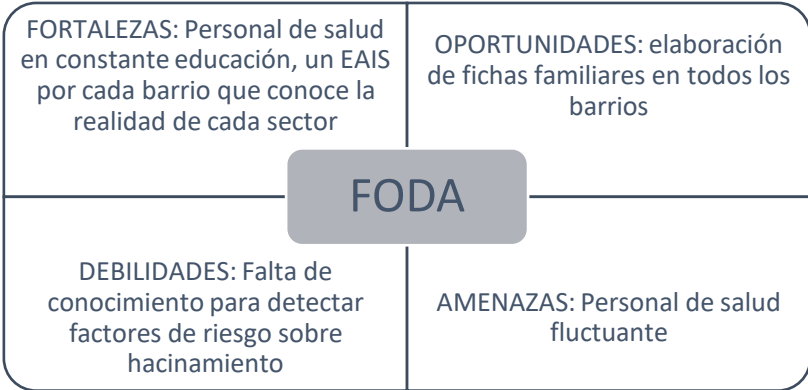 FORTALEZAS: Personal de salud
en constante educación, un EAIS
por cada barrio que conoce la
realidad de cada sector
OPORTUNIDADES: elaboración
de fichas familiares en todos los
barrios
FODA
DEBILIDADES: Falta de
conocimiento para detectar
factores de riesgo sobre
hacinamiento
AMENAZAS: Personal de salud
fluctuante